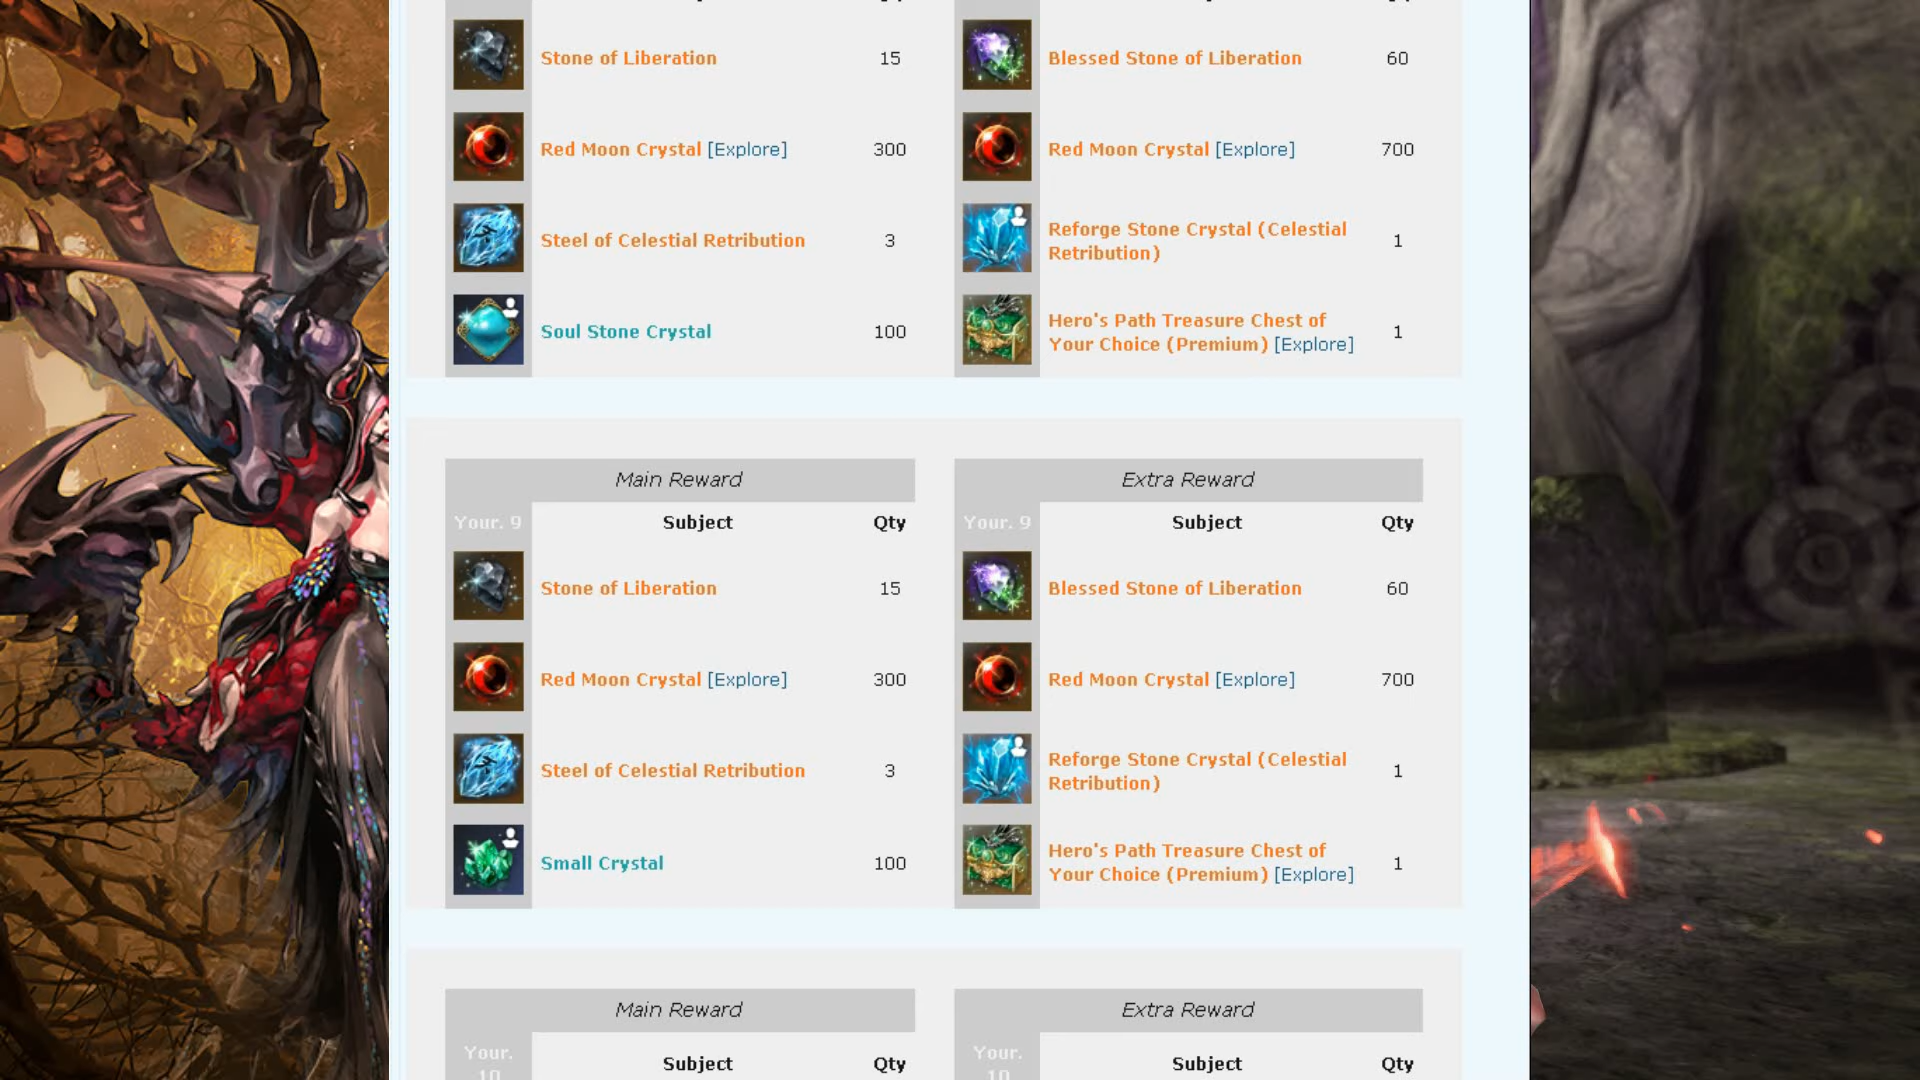 Stone of Liberation 15 Blessed Stone of Liberation 60
Red Moon Crystal [Explore] 300 Red Moon Crystal [Explore] 700
Steel of Celestial Retribution 3 Reforge Stone Crystal (Celestial
Retribution) 1
Soul Stone Crystal 100 Hero's Path Treasure Chest of
Your Choice (Premium) [Explore] 1
Main Reward Extra Reward
Your. 9 Subject Qty Your. 9 Subject Qty
Stone of Liberation 15 Blessed Stone of Liberation 60
Red Moon Crystal [Explore] 300 Red Moon Crystal [Explore] 700
Steel of Celestial Retribution 3 Reforge Stone Crystal (Celestial
Retribution) 1
Small Crystal 100 Hero's Path Treasure Chest of
Your Choice (Premium) [Explore] 1
Main Reward Extra Reward
Your. 10 Subject Qty Your. 10 Subject Qty